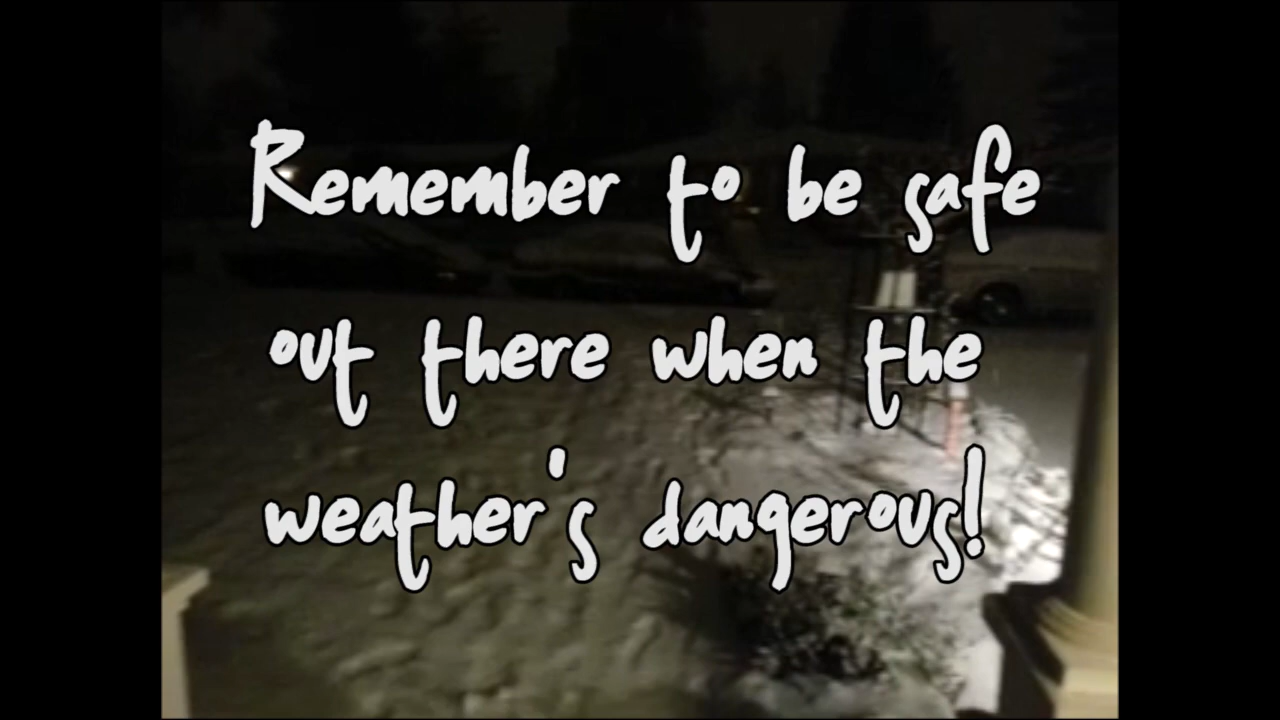 Remember to be safe
out there when the
weather's dangerous!